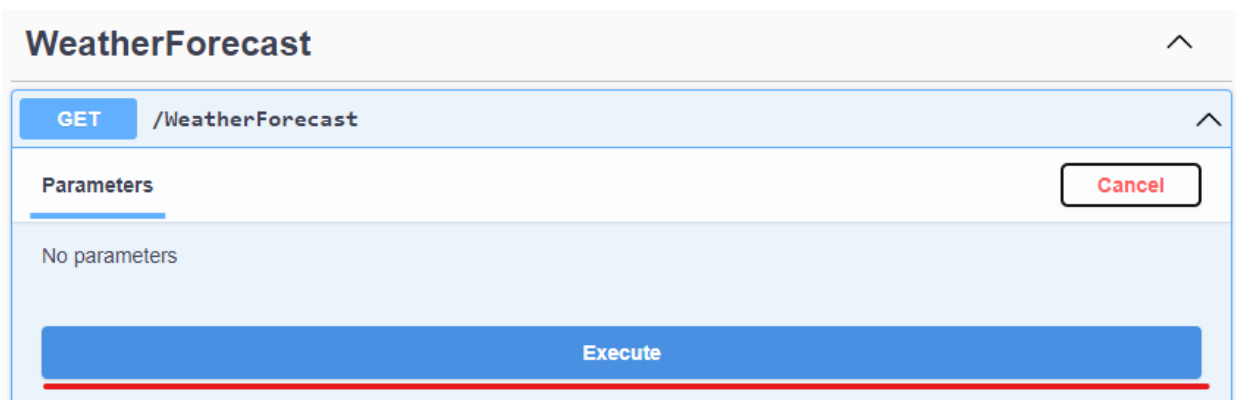 WeatherForecast
GET /WeatherForecast
Parameters Cancel
No parameters
Execute